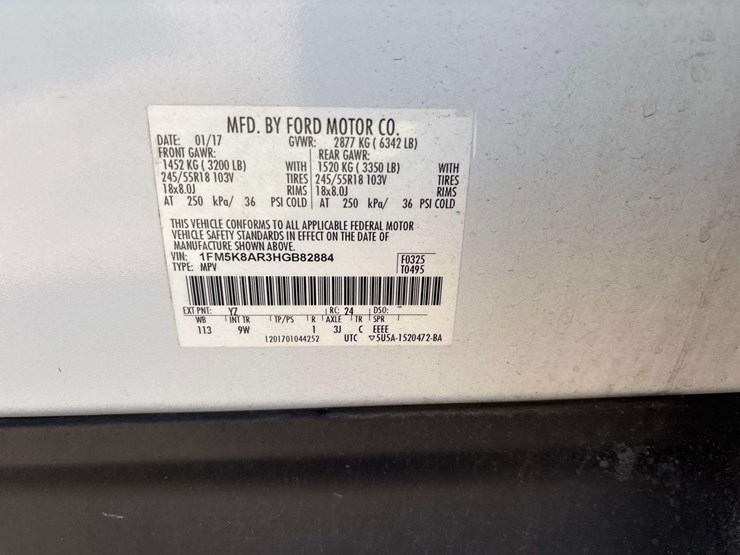 MFD. BY FORD MOTOR CO.
DATE: 01/17 GVWR: 2877 KG ( 6342 LB)
FRONT GAWR: REAR GAWR:
1452 KG ( 3200 LB) WITH 1520 KG ( 3350 LB) WITH
245/55R18 103V TIRES 245/55R18 103V TIRES
18x8.0J RIMS 18x8.0J RIMS
AT 250 kPa/ 36 PSI COLD AT 250 kPa/ 36 PSI COLD
THIS VEHICLE CONFORMS TO ALL APPLICABLE FEDERAL MOTOR
VEHICLE SAFETY STANDARDS IN EFFECT ON THE DATE OF
MANUFACTURE SHOWN ABOVE.
VIN: 1FM5K8AR3HGB82884 F0325
TYPE: MPV T0495
EXT PNT: YZ RC: 24 DSO:
WB INT TR TP/PS R AXLE TR SPR
113 9W 1 3J C EEEE
1201701044252 UTC ▽5U5A-1520472-BA